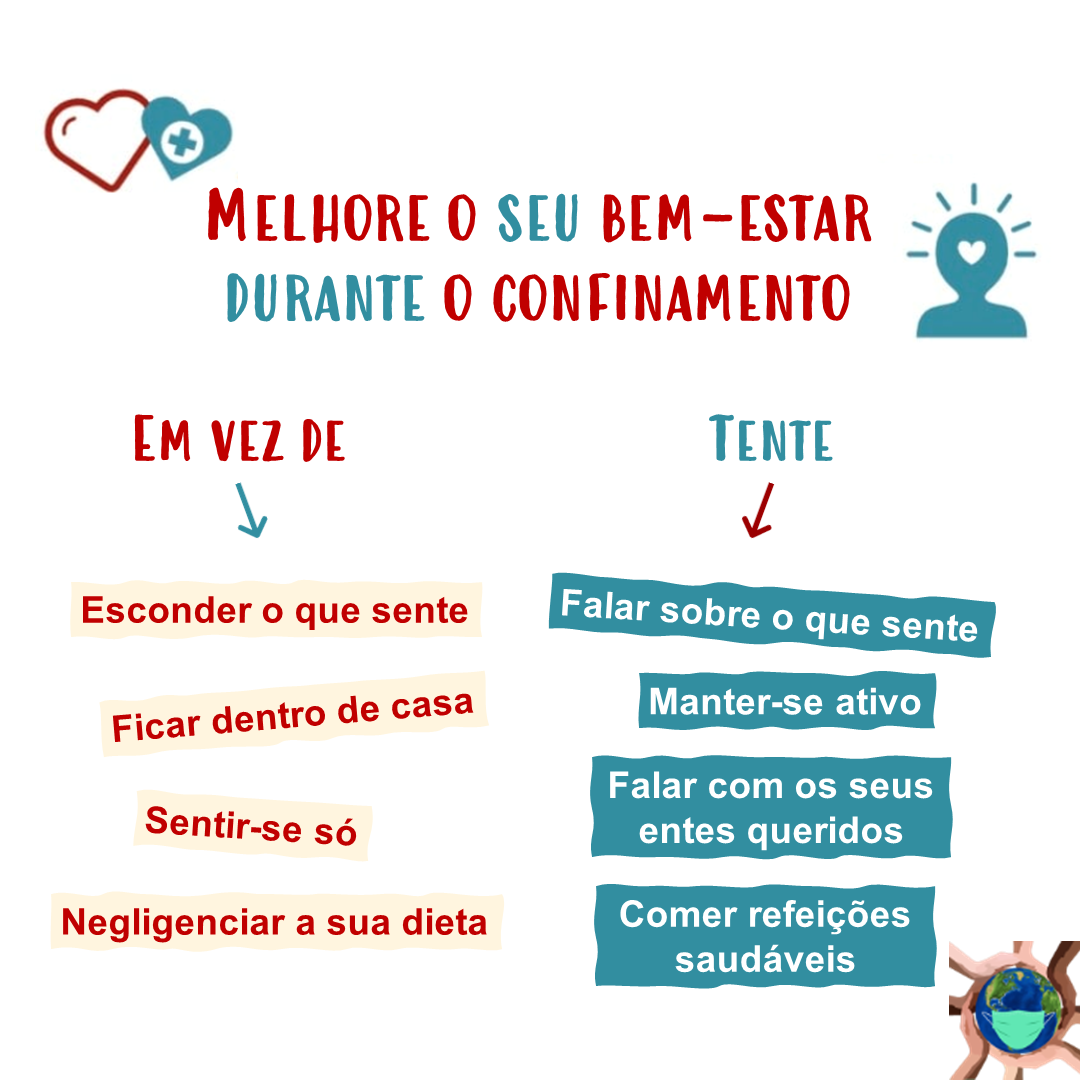 MELHORE O SEU BEM-ESTAR
DURANTE O CONFINAMENTO
EM VEZ DE
Esconder o que sente
Ficar dentro de casa
Sentir-se só
Negligenciar a sua dieta
TENTE
Falar sobre o que sente
Manter-se ativo
Falar com os seus
entes queridos
Comer refeições
saudáveis